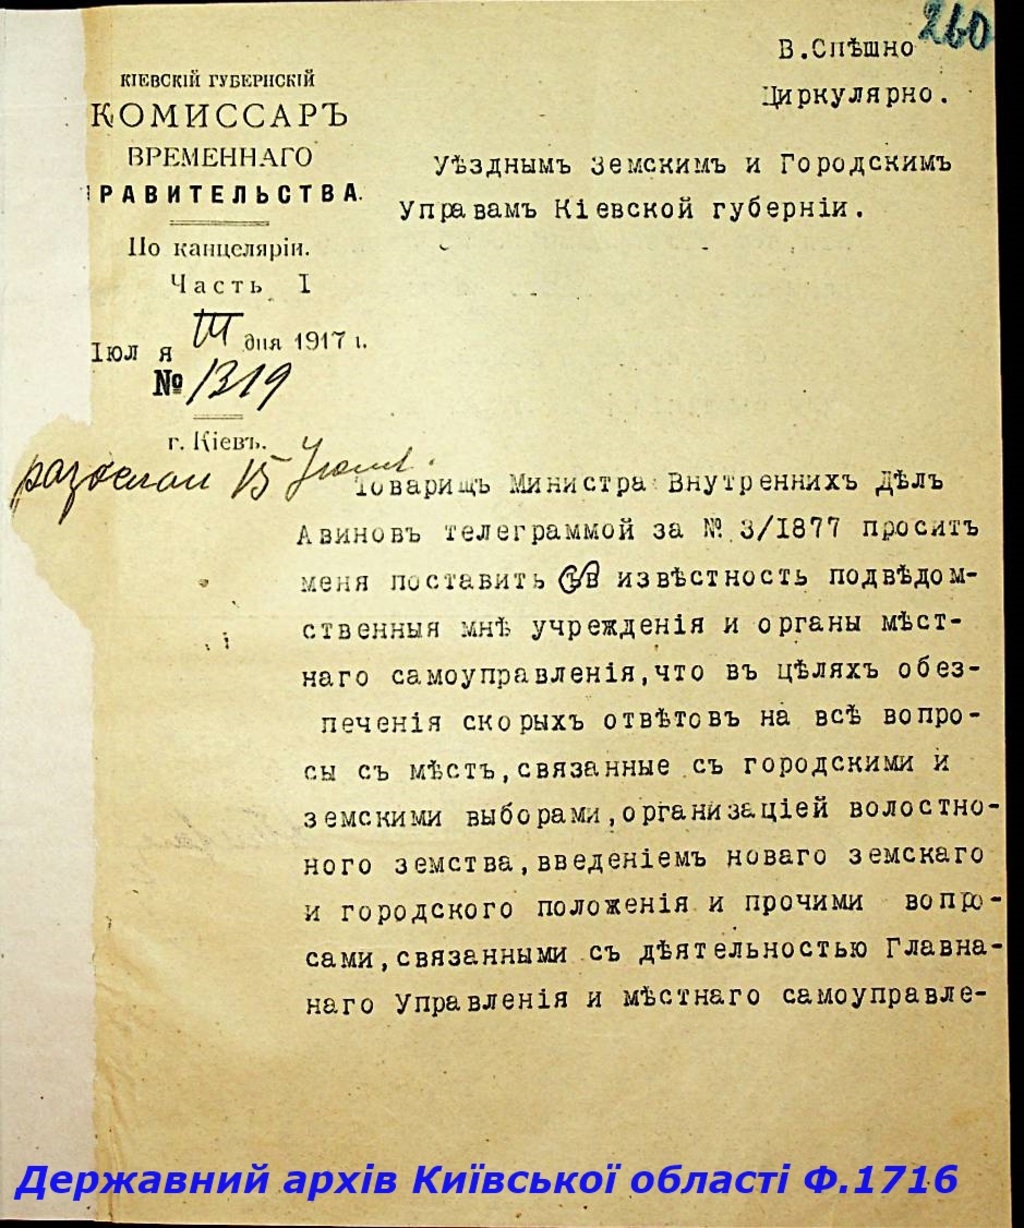 260
В.Спѣшно
Циркулярно.
КІЕВСКІЙ ГУБЕРНСКІЙ
КОМИССАРЪ
ВРЕМЕННАГО
РАВИТЕЛЬСТВА.
По канцеляріи.
Часть I
Іюля дня 1917 г.
№ 1319
г. Кіевъ.
Уѣзднымъ Земскимъ и Городскимъ
Управамъ Кіевской губерніи.
разослан 15
Товарищъ Министра Внутреннихъ Дѣлъ
Авиновъ телеграммой за № 3/1877 просить
меня поставить въ извѣстность подвѣдом-
ственныя мнѣ учрежденія и органы мѣст-
наго самоуправленія,что въ цѣляхъ обез-
печенія скорыхъ отвѣтовъ на всѣ вопро-
сы съ мѣстъ,связанные съ городскими и
земскими выборами,организаціей волостно-
ного земства,введеніемъ новаго земскаго
и городского положенія и прочими вопро-
сами,связанными съ дѣятельностью Главна-
наго Управленія и мѣстнаго самоуправле-
Державний архів Київської області Ф.1716